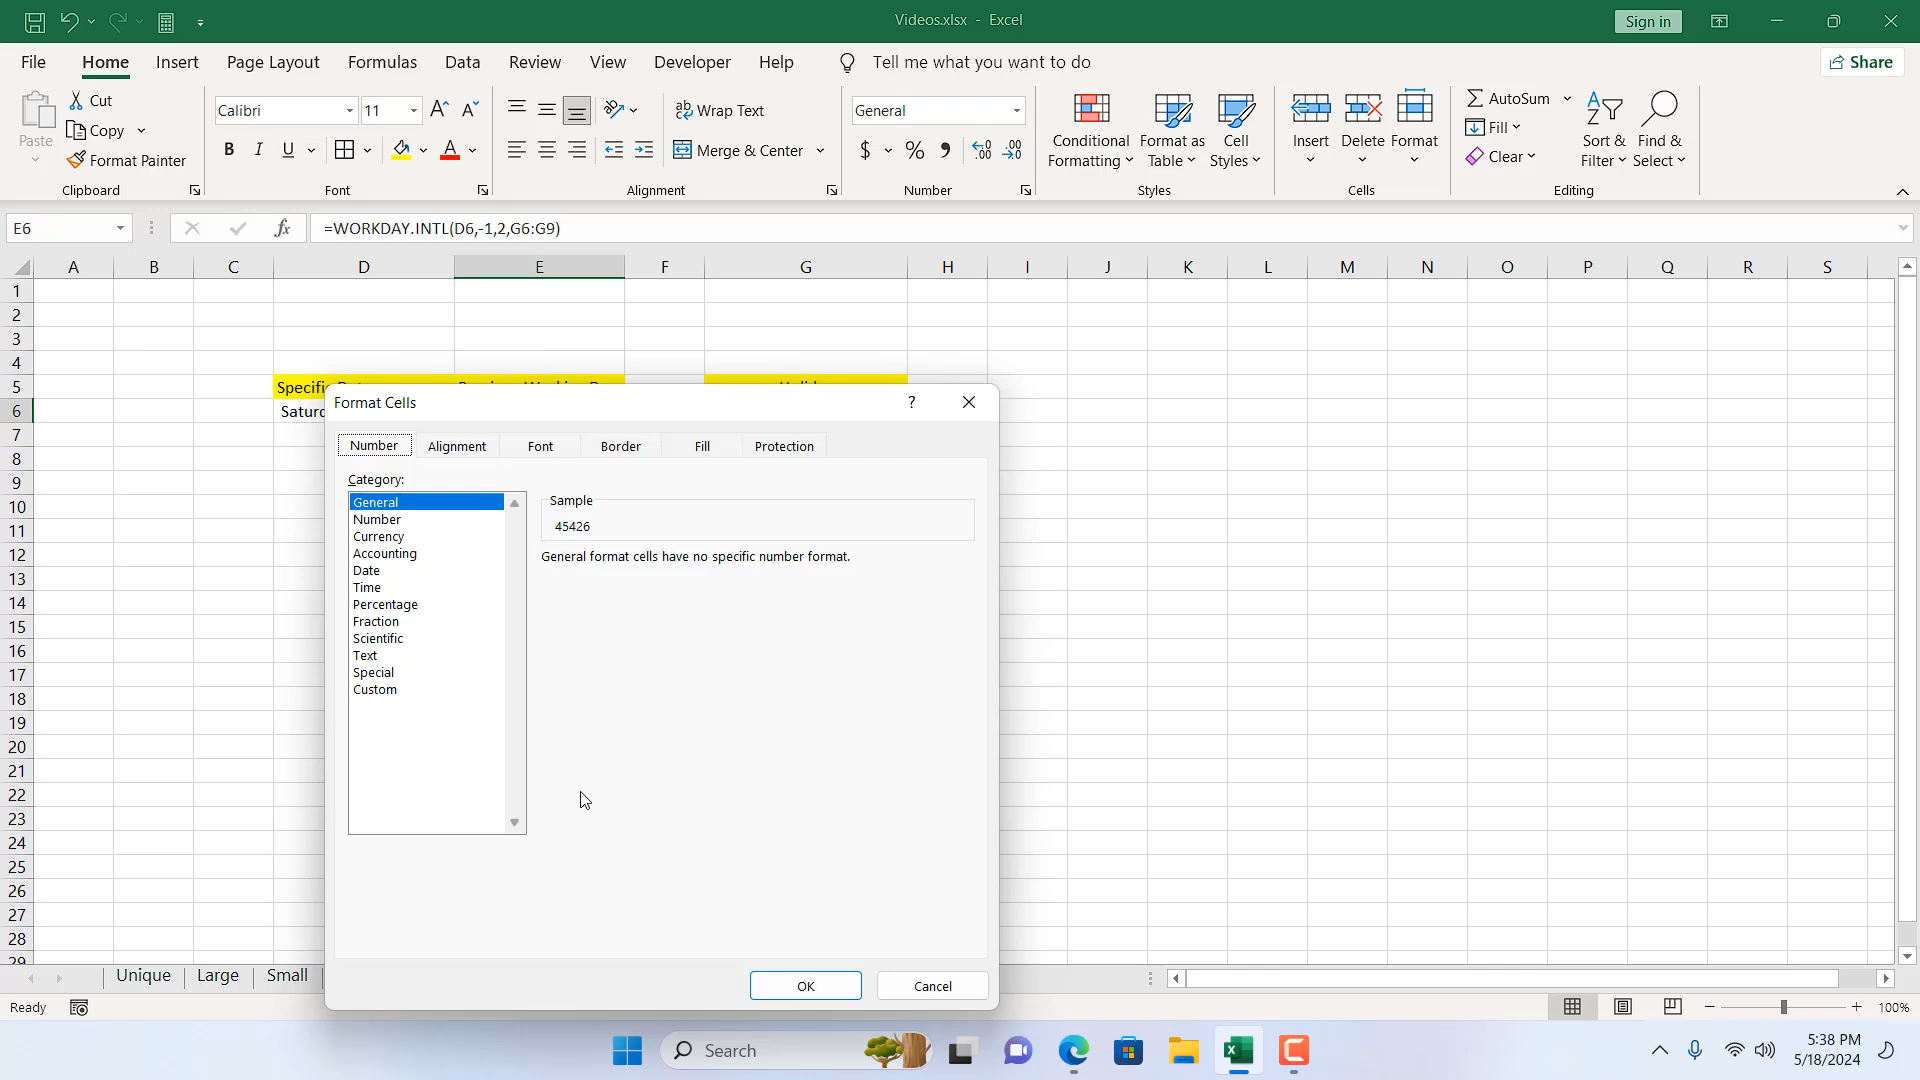 Videos.xlsx - Excel
Sign in
File Home Insert Page Layout Formulas Data Review View Developer Help Tell me what you want to do Share
Paste
Cut
Copy
Format Painter
Clipboard
Calibri 11
A A
B I U A
Font
ab Wrap Text
Merge & Center
Alignment
General
$ % ,
Number
Conditional Formatting
Format as Table
Cell Styles
Styles
Insert Delete Format
Cells
AutoSum
Fill
Clear
Sort & Filter
Find & Select
Editing
E6 fx =WORKDAY.INTL(D6,-1,2,G6:G9)
A B C D E F G H I J K L M N O P Q R S
1
2
3
4
5
6 Saturd
7
8
9
10
11
12
13
14
15
16
17
18
19
20
21
22
23
24
25
26
27
28
29
Format Cells ?
Number Alignment Font Border Fill Protection
Category:
General
Number
Currency
Accounting
Date
Time
Percentage
Fraction
Scientific
Text
Special
Custom
Sample
45426
General format cells have no specific number format.
OK Cancel
Unique Large Small
Ready
100%
Search
5:38 PM
5/18/2024